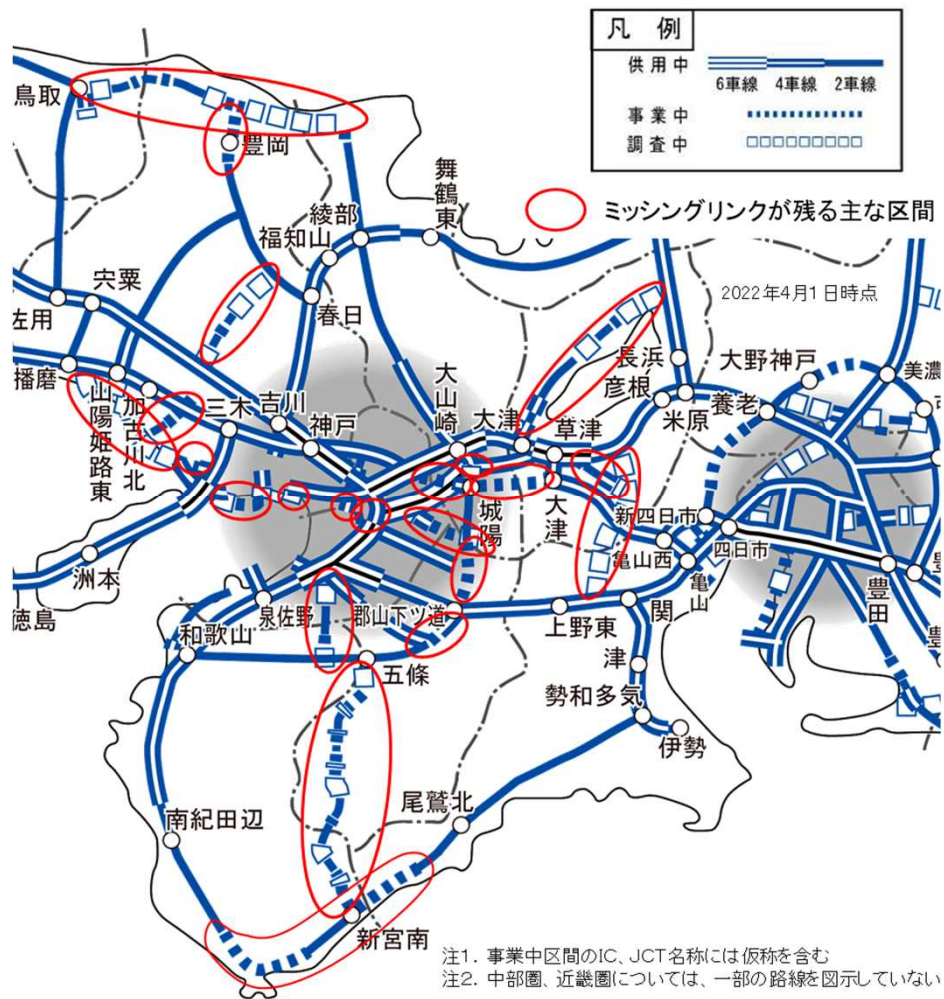 凡 例
供用中
6車線 4車線 2車線
事業中
調査中
ミッシングリンクが残る主な区間
2022年4月1日時点
鳥取
豊岡
舞鶴東
綾部
福知山
春日
宍粟
佐用
播磨
山陽姫路東
加古川北
三木
吉川
神戸
大山崎
大津
草津
長浜
彦根
米原
養老
大野神戸
美濃
城陽
大津
新四日市
亀山西
亀山
四日市
豊田
洲本
徳島
和歌山
泉佐野
郡山下ツ道
上野東
関
津
五條
勢和多気
伊勢
尾鷲北
南紀田辺
新宮南
注1. 事業中区間のIC、JCT名称には仮称を含む
注2. 中部圏、近畿圏については、一部の路線を図示していない